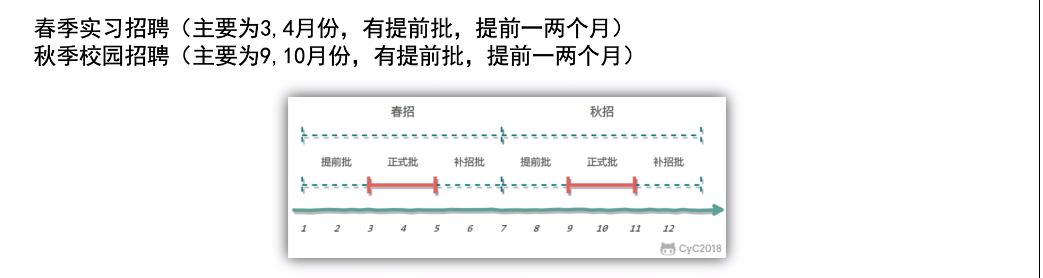 春季实习招聘（主要为3,4月份，有提前批，提前一两个月）
秋季校园招聘（主要为9,10月份，有提前批，提前一两个月）
春招 秋招
提前批 正式批 补招批 提前批 正式批 补招批
1 2 3 4 5 6 7 8 9 10 11 12
CyC2018